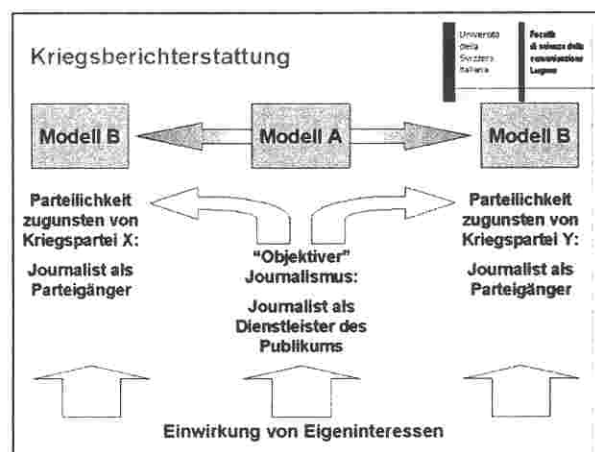 Kriegsberichterstattung
Università
della
Svizzera
Italiana
Facoltà
di scienze della
comunicazione
Lugano
Modell B
Modell A
Modell B
Parteilichkeit
zugunsten von
Kriegspartei X:
Journalist als
Parteigänger
"Objektiver"
Journalismus:
Journalist als
Dienstleister des
Publikums
Parteilichkeit
zugunsten von
Kriegspartei Y:
Journalist als
Parteigänger
Einwirkung von Eigeninteressen